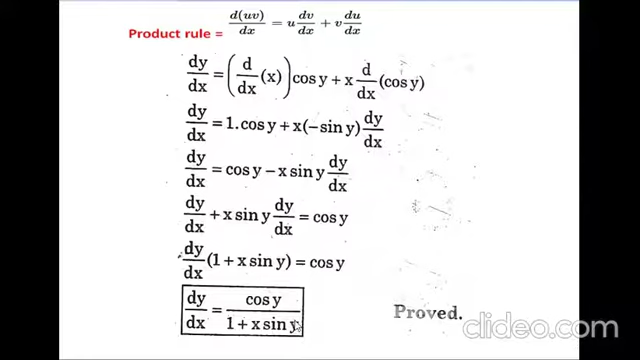 Product rule = d(uv)/dx = u dv/dx + v du/dx
dy/dx = (d/dx (x)) cos y + x d/dx (cos y)
dy/dx = 1. cos y + x(−sin y) dy/dx
dy/dx = cos y − x sin y dy/dx
dy/dx + x sin y dy/dx = cos y
dy/dx (1 + x sin y) = cos y
dy/dx = cos y / 1 + x sin y
Proved.
clideo.com